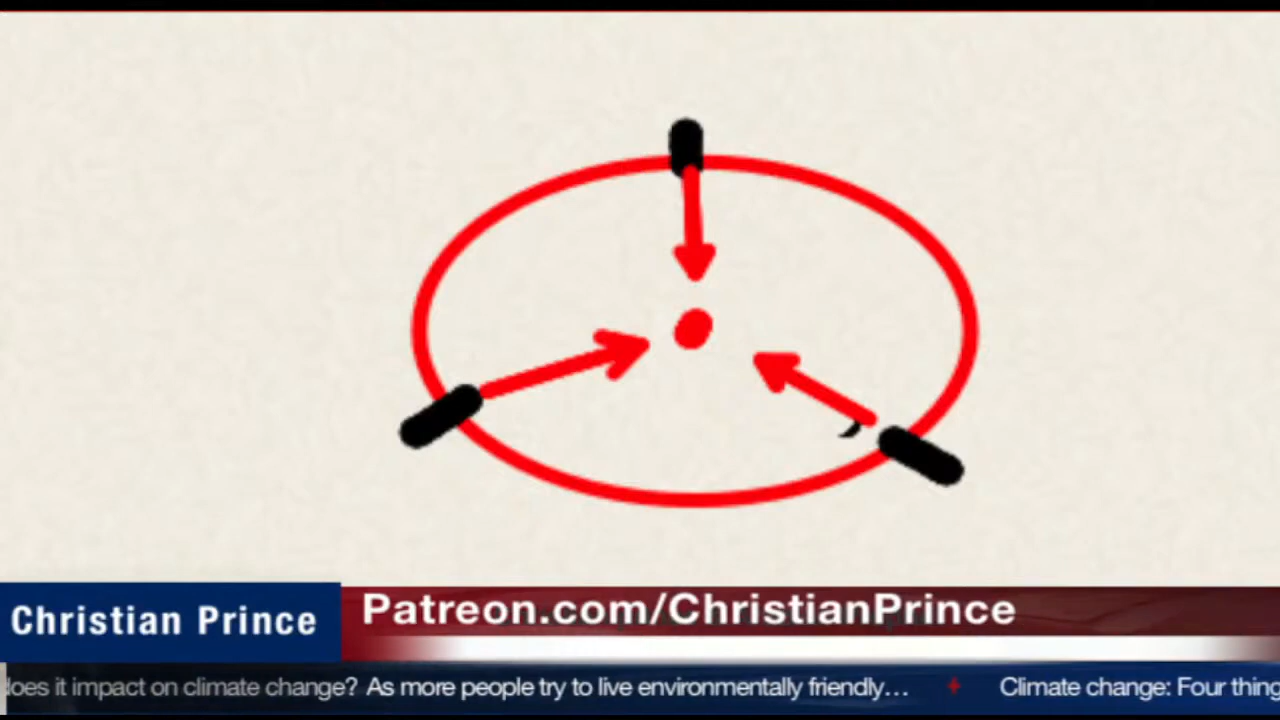 Christian Prince
Patreon.com/ChristianPrince
does it impact on climate change? As more people try to live environmentally friendly… Climate change: Four thing